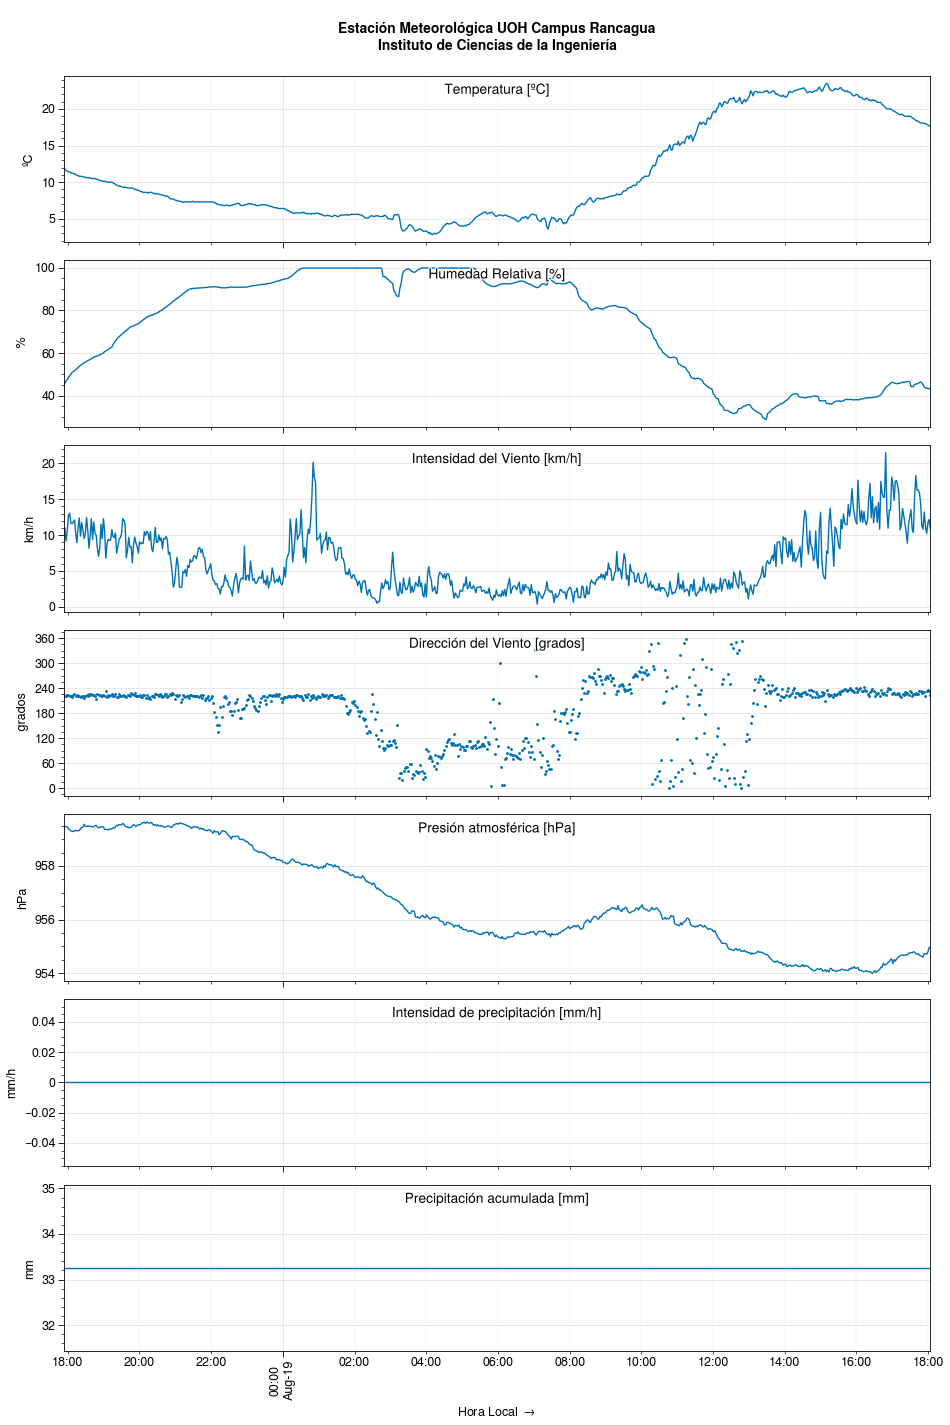 Estación Meteorológica UOH Campus Rancagua
Instituto de Ciencias de la Ingeniería
Temperatura [ºC]
ºC
20
15
10
5
Humedad Relativa [%]
%
100
80
60
40
Intensidad del Viento [km/h]
km/h
20
15
10
5
0
Dirección del Viento [grados]
grados
360
300
240
180
120
60
0
Presión atmosférica [hPa]
hPa
958
956
954
Intensidad de precipitación [mm/h]
mm/h
0.04
0.02
0
−0.02
−0.04
Precipitación acumulada [mm]
mm
35
34
33
32
18:00 20:00 22:00 00:00 02:00 04:00 06:00 08:00 10:00 12:00 14:00 16:00 18:00
Aug-19
Hora Local →